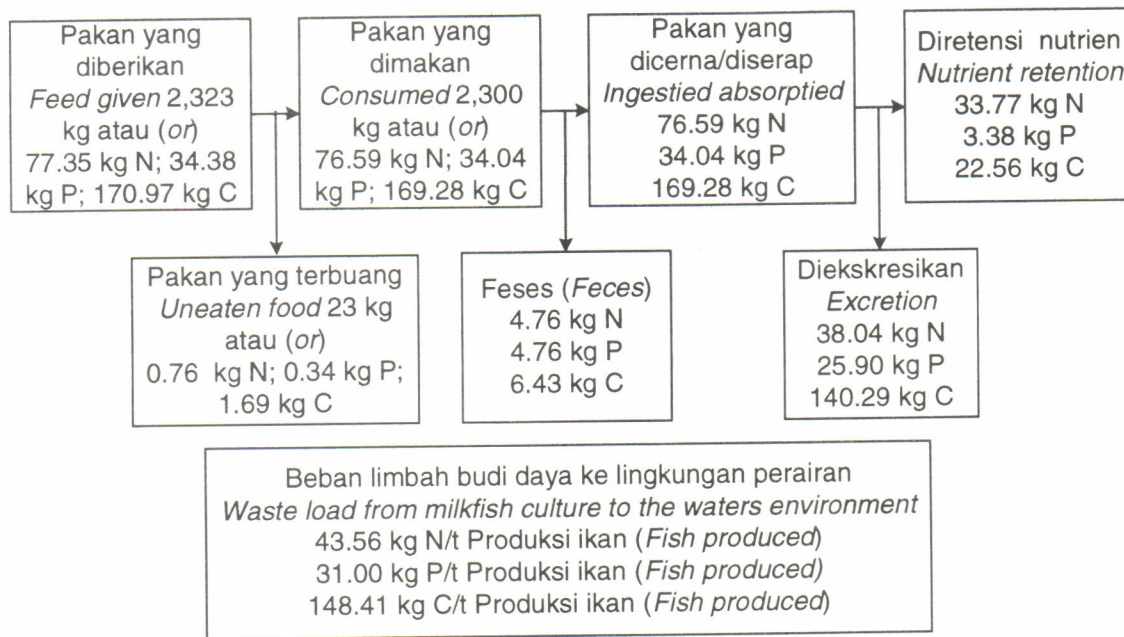 Pakan yang
diberikan
Feed given 2,323
kg atau (or)
77.35 kg N; 34.38
kg P; 170.97 kg C
Pakan yang
dimakan
Consumed 2,300
kg atau (or)
76.59 kg N; 34.04
kg P; 169.28 kg C
Pakan yang
dicerna/diserap
Ingestied absorptied
76.59 kg N
34.04 kg P
169.28 kg C
Diretensi nutrien
Nutrient retention
33.77 kg N
3.38 kg P
22.56 kg C
Pakan yang terbuang
Uneaten food 23 kg
atau (or)
0.76 kg N; 0.34 kg P;
1.69 kg C
Feses (Feces)
4.76 kg N
4.76 kg P
6.43 kg C
Diekskresikan
Excretion
38.04 kg N
25.90 kg P
140.29 kg C
Beban limbah budi daya ke lingkungan perairan
Waste load from milkfish culture to the waters environment
43.56 kg N/t Produksi ikan (Fish produced)
31.00 kg P/t Produksi ikan (Fish produced)
148.41 kg C/t Produksi ikan (Fish produced)